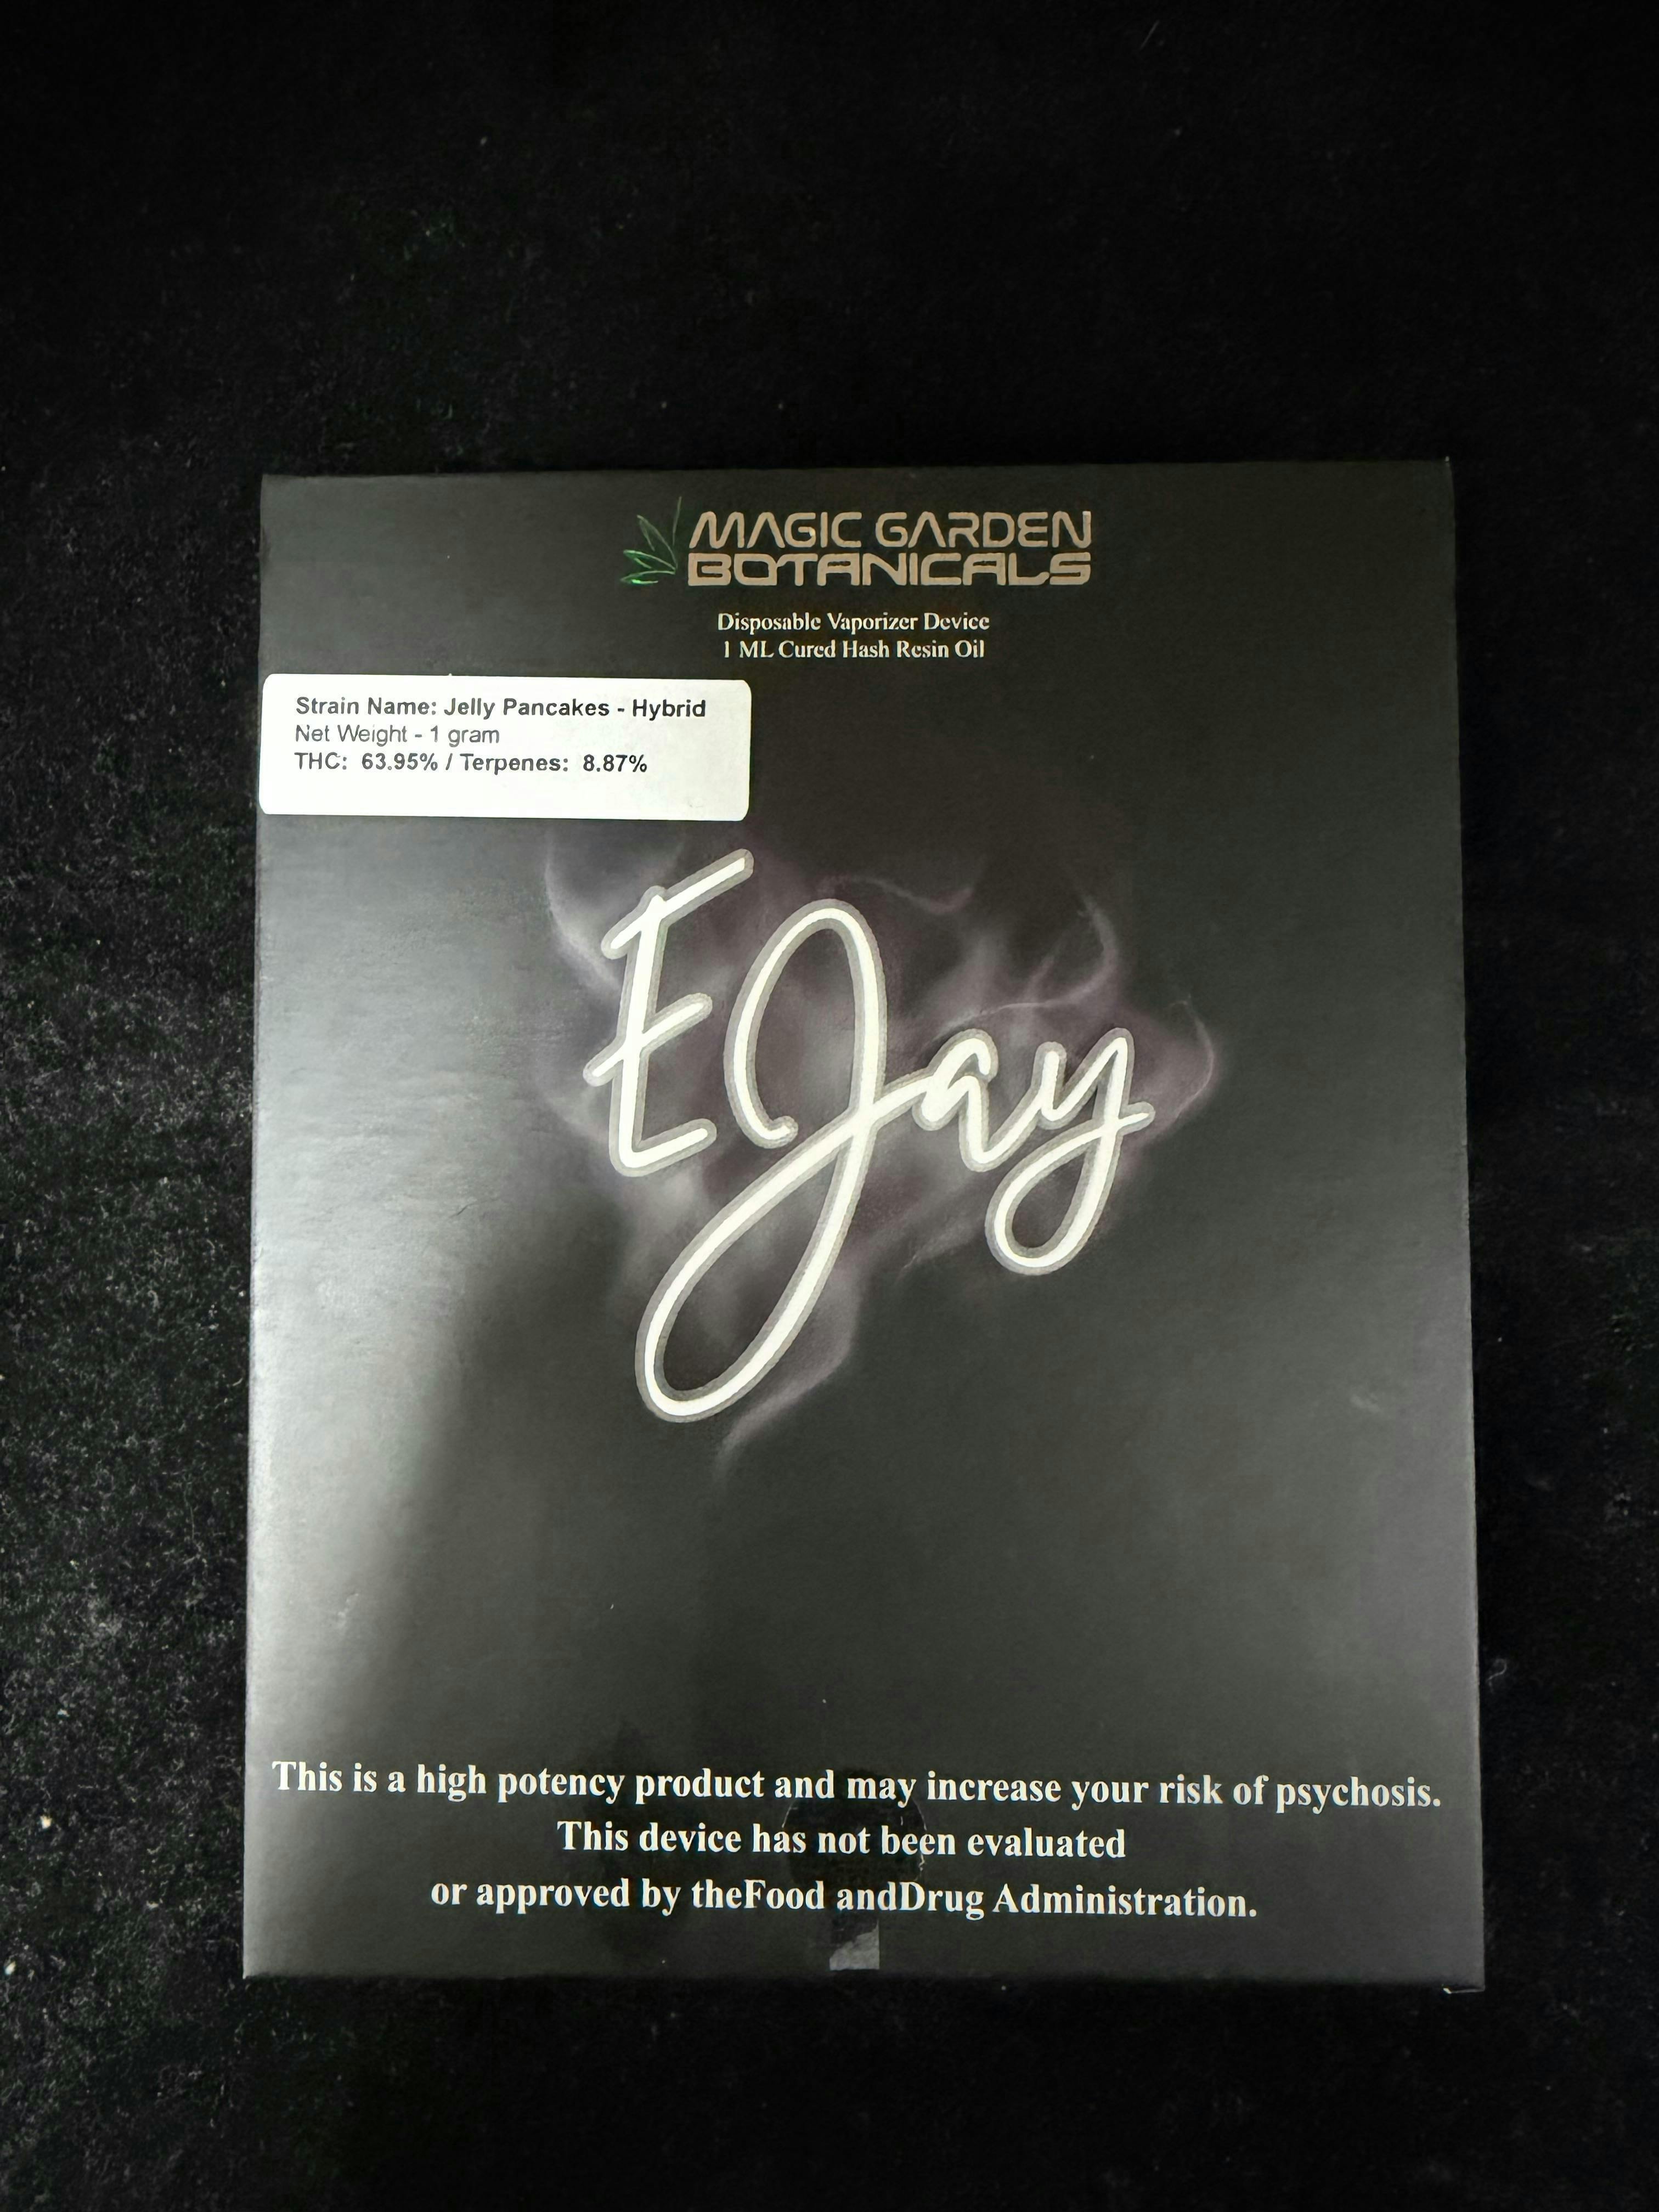 MAGIC GARDEN
BOTANICALS
Disposable Vaporizer Device
1 ML Cured Hash Resin Oil
Strain Name: Jelly Pancakes - Hybrid
Net Weight - 1 gram
THC: 63.95% / Terpenes: 8.87%
EJay
This is a high potency product and may increase your risk of psychosis.
This device has not been evaluated
or approved by theFood andDrug Administration.